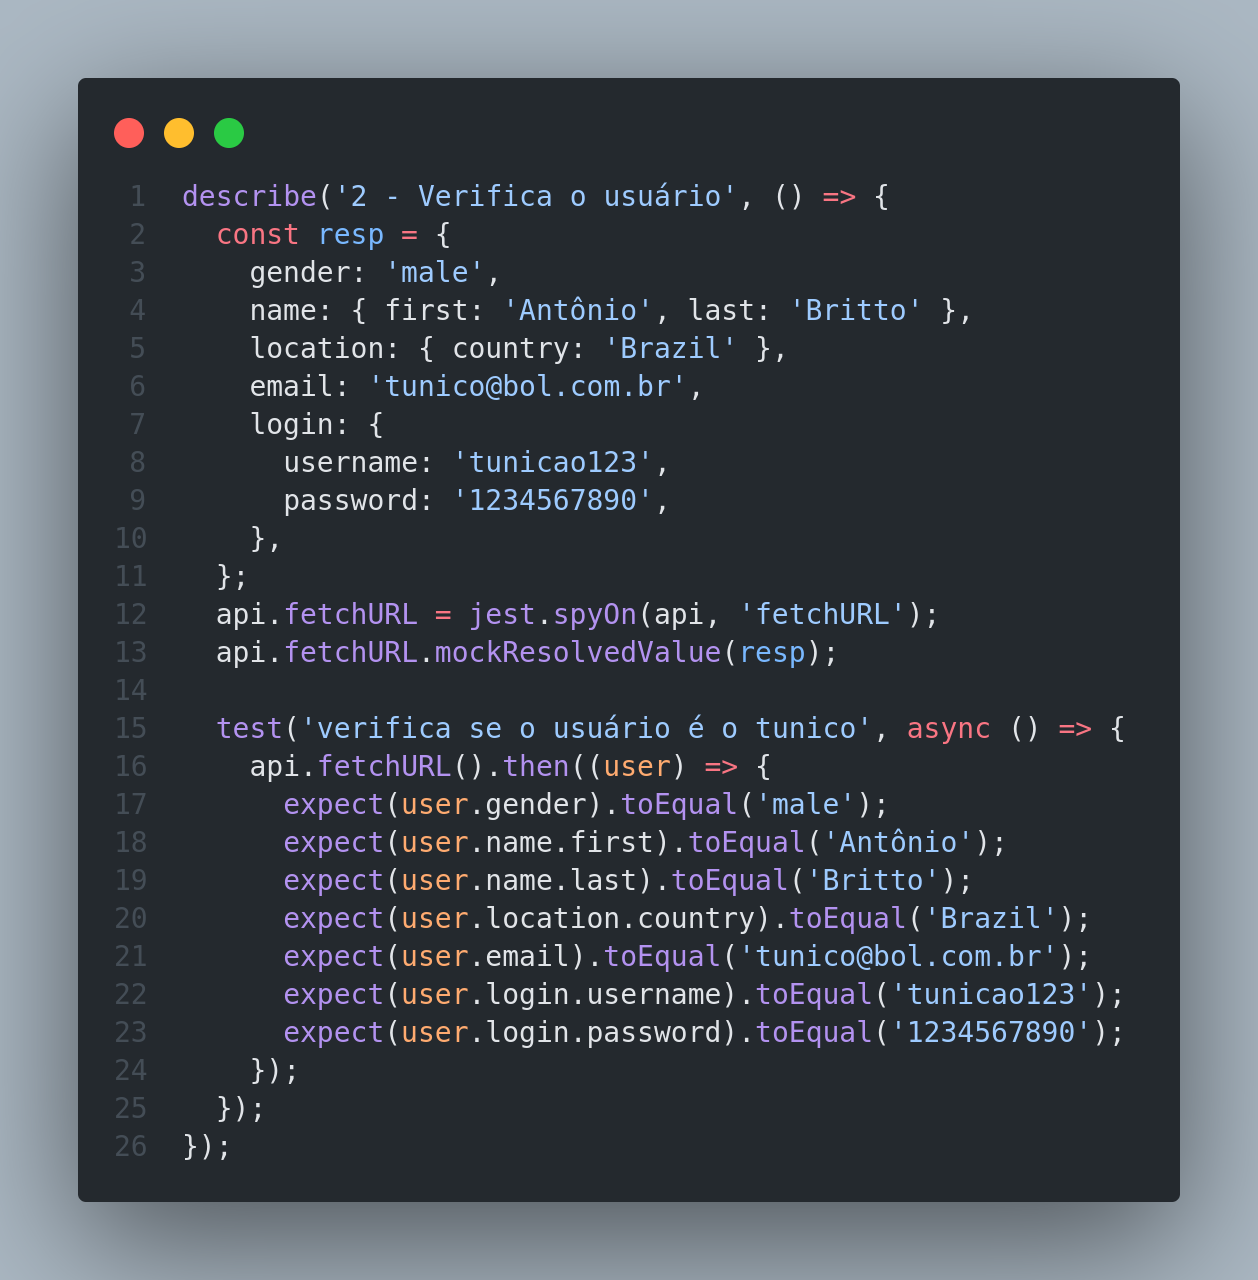 1 describe('2 - Verifica o usuário', () => {
2   const resp = {
3     gender: 'male',
4     name: { first: 'Antônio', last: 'Britto' },
5     location: { country: 'Brazil' },
6     email: 'tunico@bol.com.br',
7     login: {
8       username: 'tunicao123',
9       password: '1234567890',
10     },
11   };
12   api.fetchURL = jest.spyOn(api, 'fetchURL');
13   api.fetchURL.mockResolvedValue(resp);
14
15   test('verifica se o usuário é o tunico', async () => {
16     api.fetchURL().then((user) => {
17       expect(user.gender).toEqual('male');
18       expect(user.name.first).toEqual('Antônio');
19       expect(user.name.last).toEqual('Britto');
20       expect(user.location.country).toEqual('Brazil');
21       expect(user.email).toEqual('tunico@bol.com.br');
22       expect(user.login.username).toEqual('tunicao123');
23       expect(user.login.password).toEqual('1234567890');
24     });
25   });
26 });